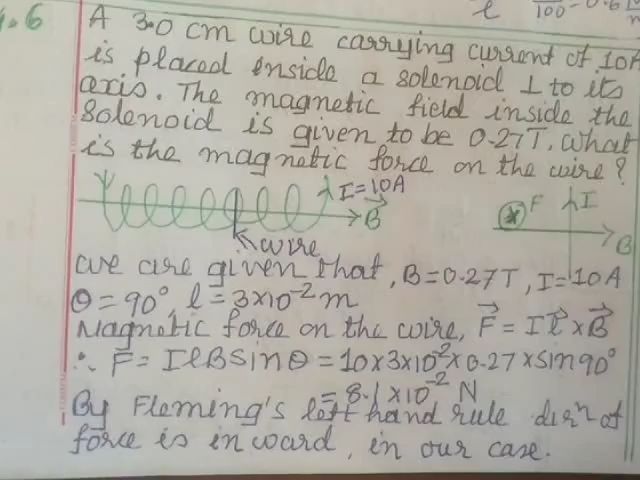 4.6 A 3.0 cm wire carrying current of 10A
is placed inside a solenoid ⊥ to its
axis. The magnetic field inside the
solenoid is given to be 0.27T. What
is the magnetic force on the wire?
I=10A
B
wire
F I
B
we are given that, B=0.27T, I=10A
θ=90°, l=3×10⁻² m
Magnetic force on the wire, F = Il×B
∴ F = IlBsinθ = 10×3×10⁻²×0.27×sin90°
= 8.1×10⁻² N
By Fleming's left hand rule dirⁿ of
force is inward, in our case.